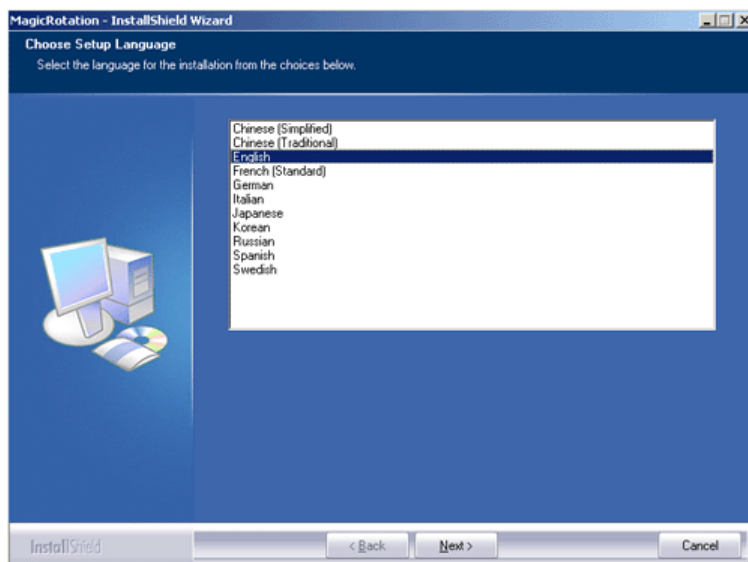 MagicRotation - InstallShield Wizard
Choose Setup Language
Select the language for the installation from the choices below.
Chinese (Simplified)
Chinese (Traditional)
English
French (Standard)
German
Italian
Japanese
Korean
Russian
Spanish
Swedish
InstallShield
< Back
Next >
Cancel